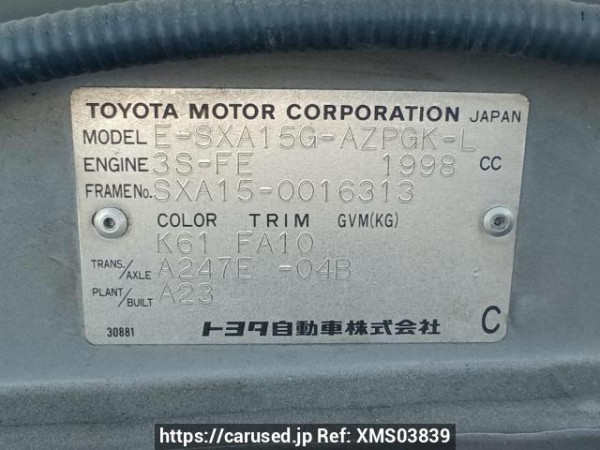 TOYOTA MOTOR CORPORATION JAPAN
MODEL E-SXA15G-AZPGK-L
ENGINE 3S-FE 1998 CC
FRAME No. SXA15-0016313
COLOR TRIM GVM(KG)
K61 FA10
TRANS./AXLE A247E -04B
PLANT/BUILT A23
30881 トヨタ自動車株式会社 C
https://carused.jp Ref: XMS03839